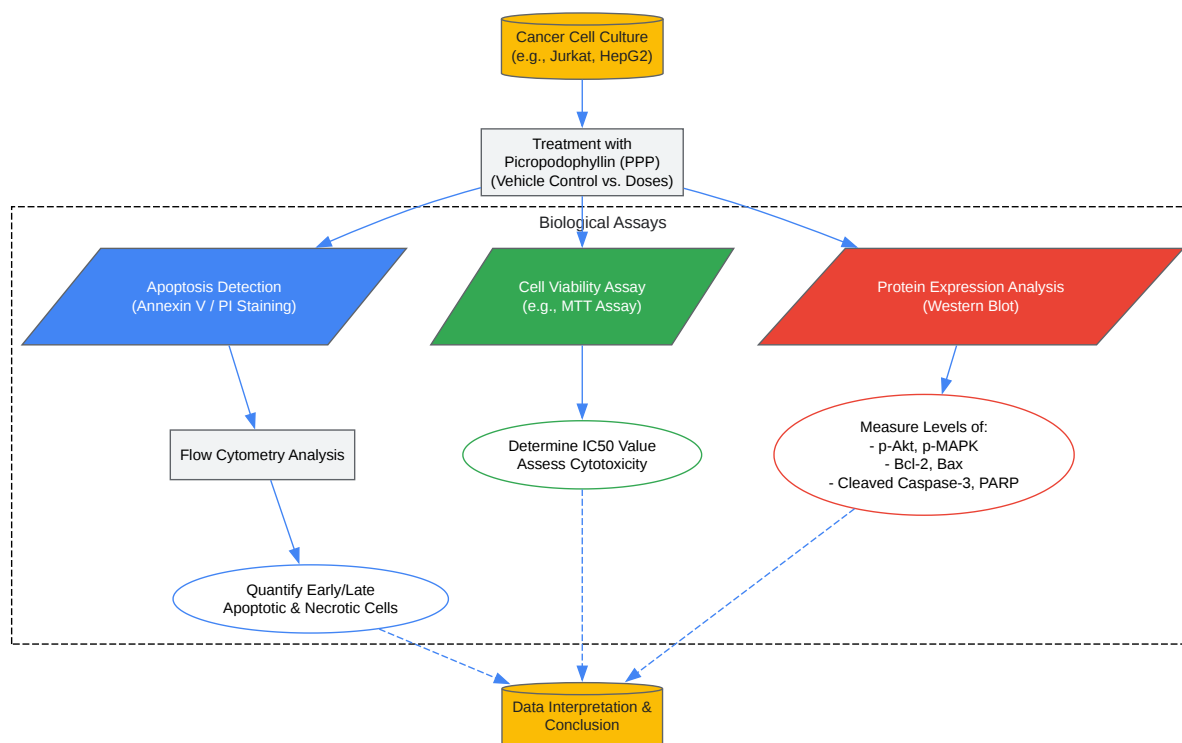 Cancer Cell Culture
(e.g., Jurkat, HepG2)
Treatment with
Picropodophyllin (PPP)
(Vehicle Control vs. Doses)
Biological Assays
Apoptosis Detection
(Annexin V / PI Staining)
Cell Viability Assay
(e.g., MTT Assay)
Protein Expression Analysis
(Western Blot)
Flow Cytometry Analysis
Determine IC50 Value
Assess Cytotoxicity
Measure Levels of:
- p-Akt, p-MAPK
- Bcl-2, Bax
- Cleaved Caspase-3, PARP
Quantify Early/Late
Apoptotic & Necrotic Cells
Data Interpretation &
Conclusion